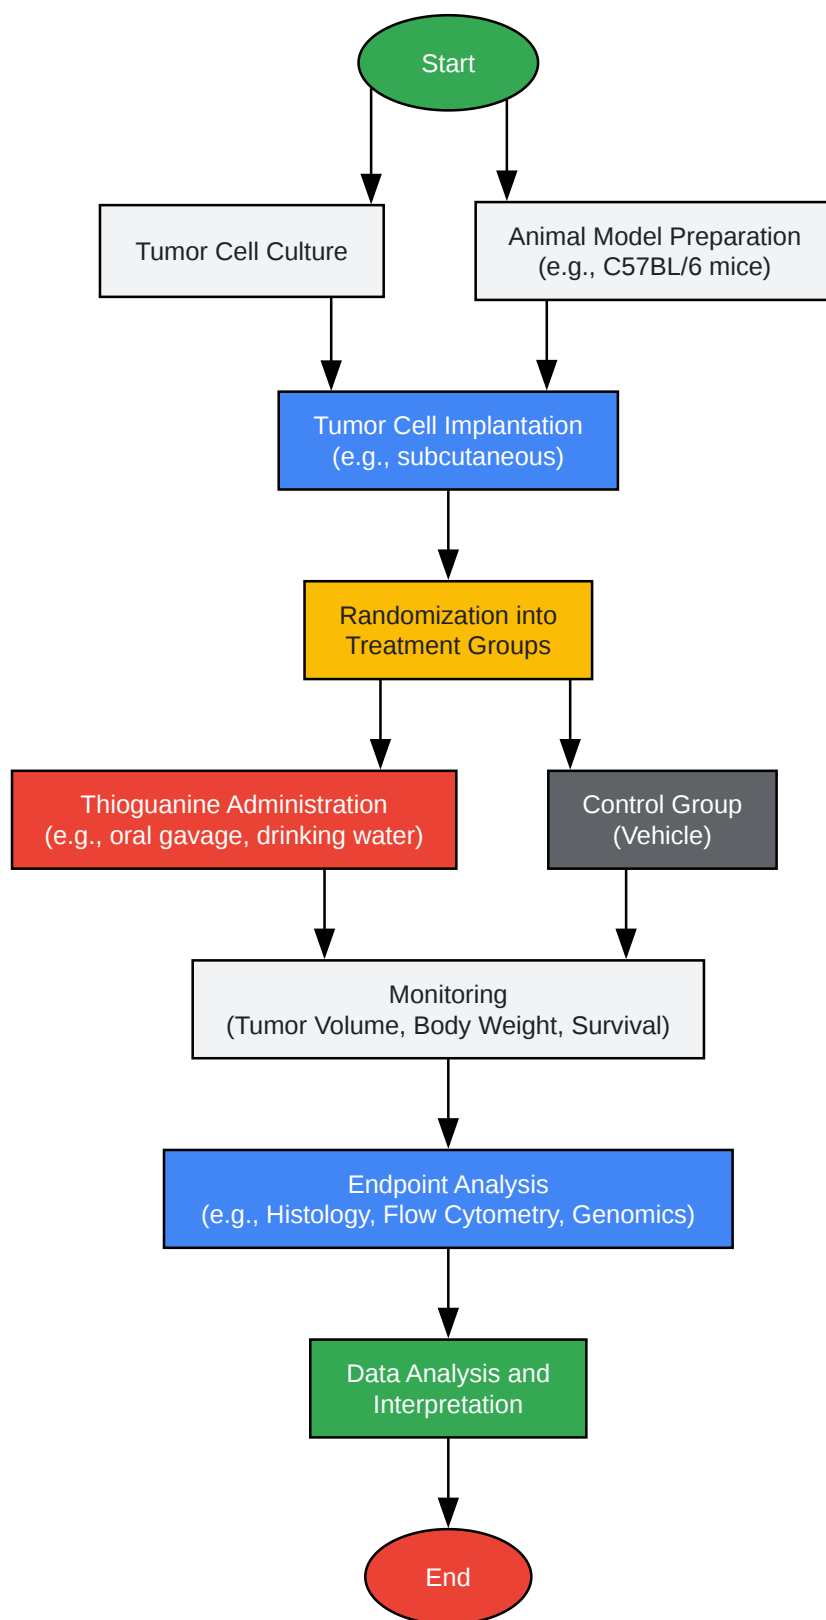 Start
Tumor Cell Culture
Animal Model Preparation
(e.g., C57BL/6 mice)
Tumor Cell Implantation
(e.g., subcutaneous)
Randomization into
Treatment Groups
Thioguanine Administration
(e.g., oral gavage, drinking water)
Control Group
(Vehicle)
Monitoring
(Tumor Volume, Body Weight, Survival)
Endpoint Analysis
(e.g., Histology, Flow Cytometry, Genomics)
Data Analysis and
Interpretation
End